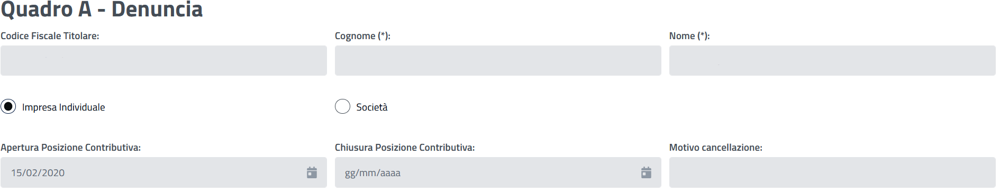 Quadro A - Denuncia
Codice Fiscale Titolare: Cognome (*): Nome (*):
Impresa Individuale Società
Apertura Posizione Contributiva: Chiusura Posizione Contributiva: Motivo cancellazione:
15/02/2020 gg/mm/aaaa